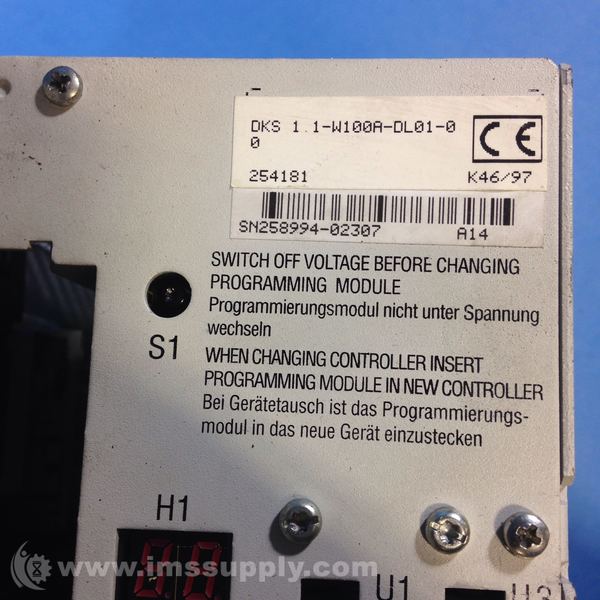 DKS 1.1-W100A-DL01-0
0
CE
254181 K46/97
SN258994-02307 A14
SWITCH OFF VOLTAGE BEFORE CHANGING
PROGRAMMING MODULE
Programmierungsmodul nicht unter Spannung
wechseln
S1
WHEN CHANGING CONTROLLER INSERT
PROGRAMMING MODULE IN NEW CONTROLLER
Bei Gerätetausch ist das Programmierungs-
modul in das neue Gerät einzustecken
H1
www.imssupply.com
U1